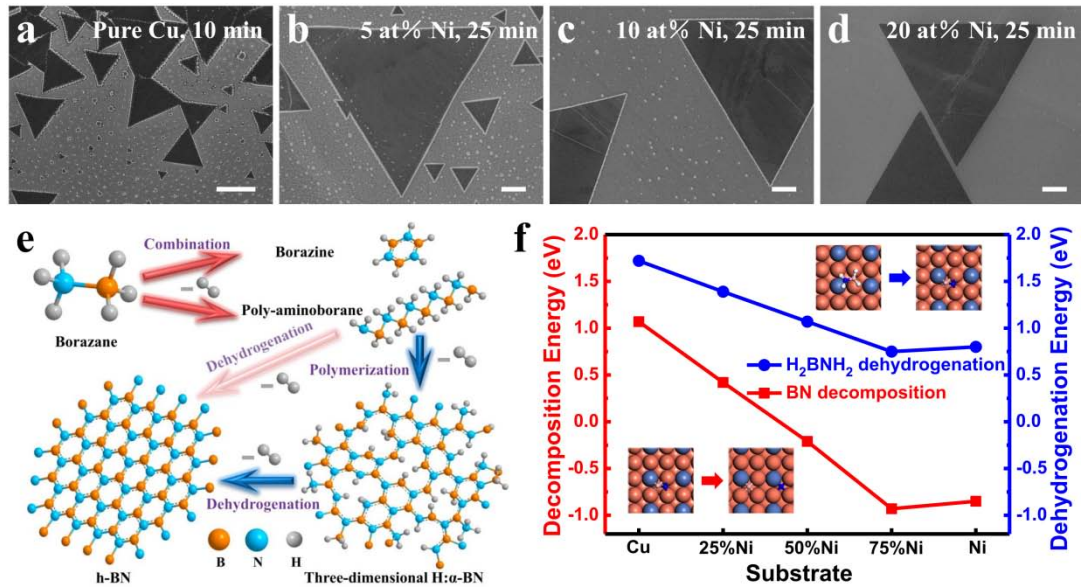 a
Pure Cu, 10 min
b
5 at% Ni, 25 min
c
10 at% Ni, 25 min
d
20 at% Ni, 25 min
e
Combination
Borazine
Borazane
Poly-aminoborane
Dehydrogenation
Polymerization
Dehydrogenation
B
N
H
h-BN
Three-dimensional H:α-BN
f
Decomposition Energy (eV)
2.0
1.5
1.0
0.5
0.0
-0.5
-1.0
H₂BNH₂ dehydrogenation
BN decomposition
2.0
1.5
1.0
0.5
0.0
-0.5
-1.0
Dehydrogenation Energy (eV)
Cu
25%Ni
50%Ni
75%Ni
Ni
Substrate